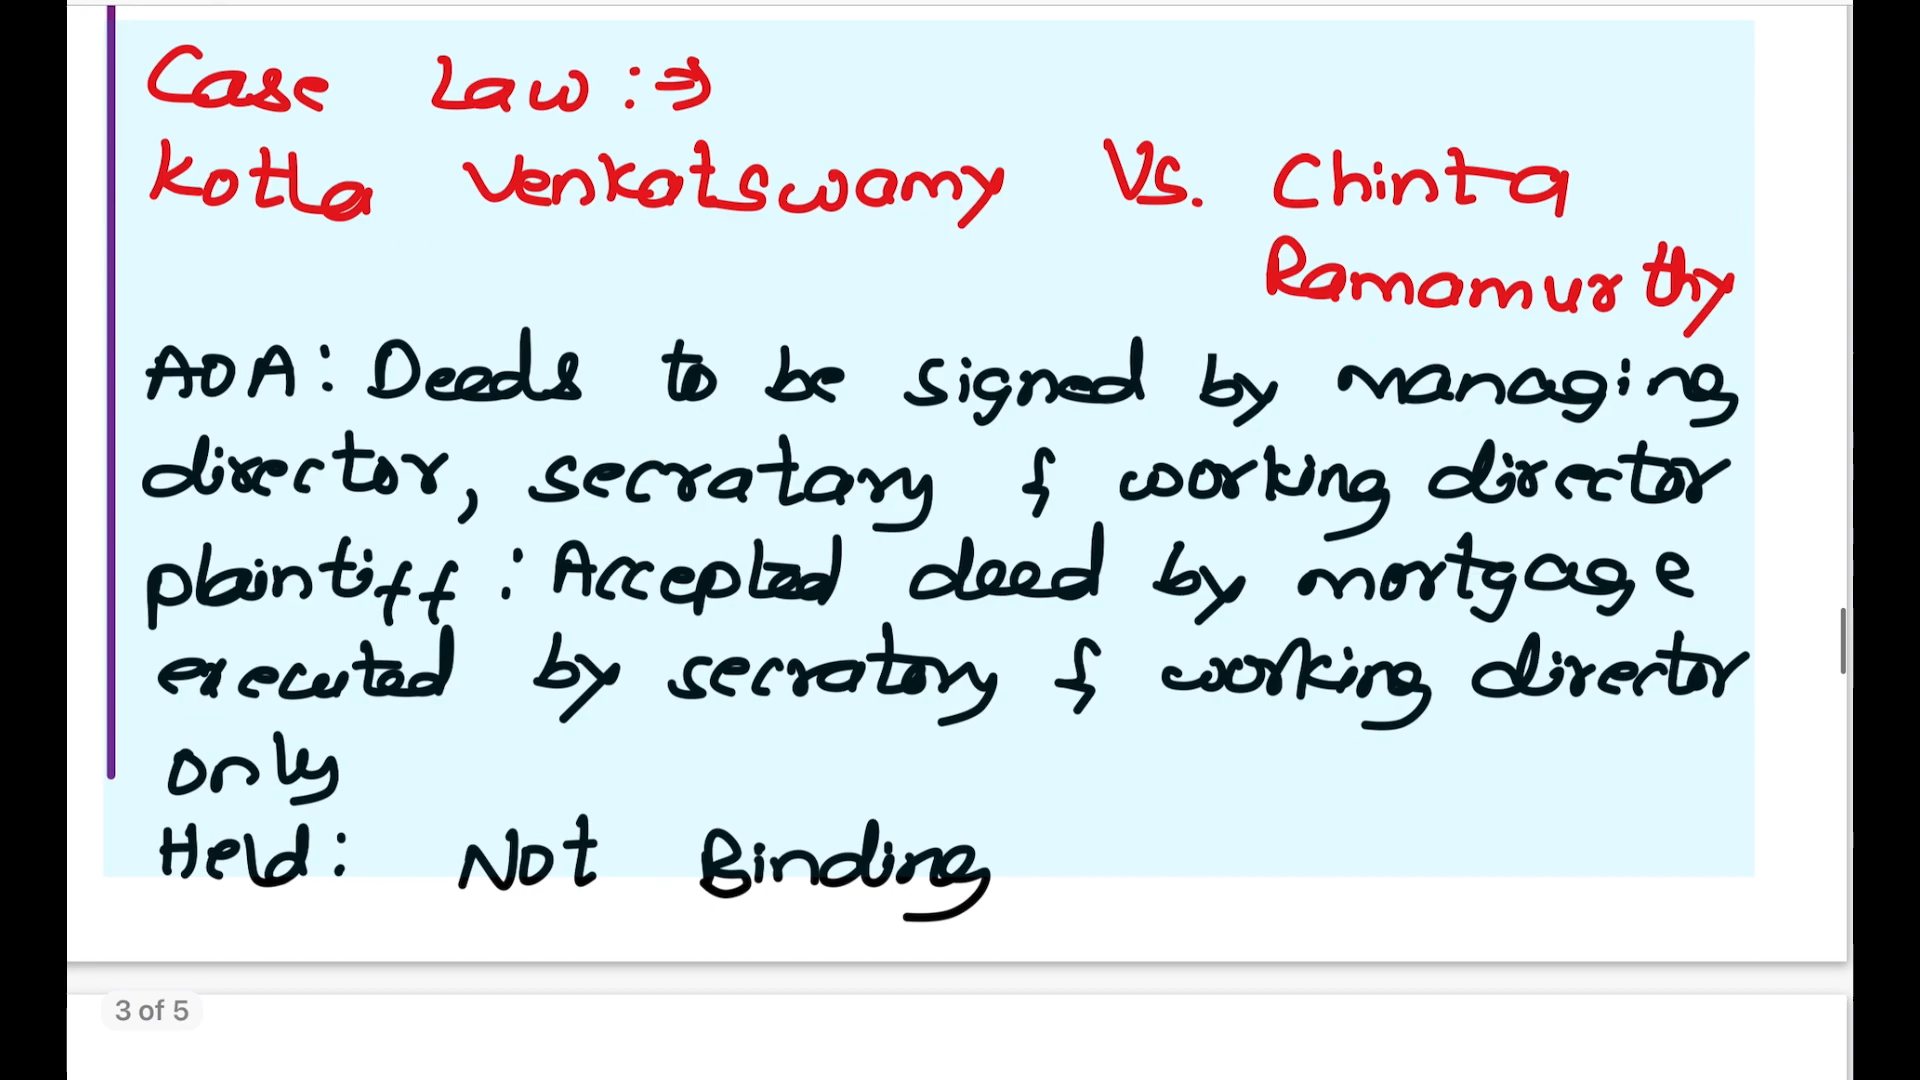 Case Law :⇒
Kotla Venkatswamy Vs. Chinta
Ramamurthy
AOA: Deeds to be signed by managing
director, secratary & working director
plaintiff : Accepted deed by mortgage
executed by secratory & working director
only
Held: Not Binding
3 of 5